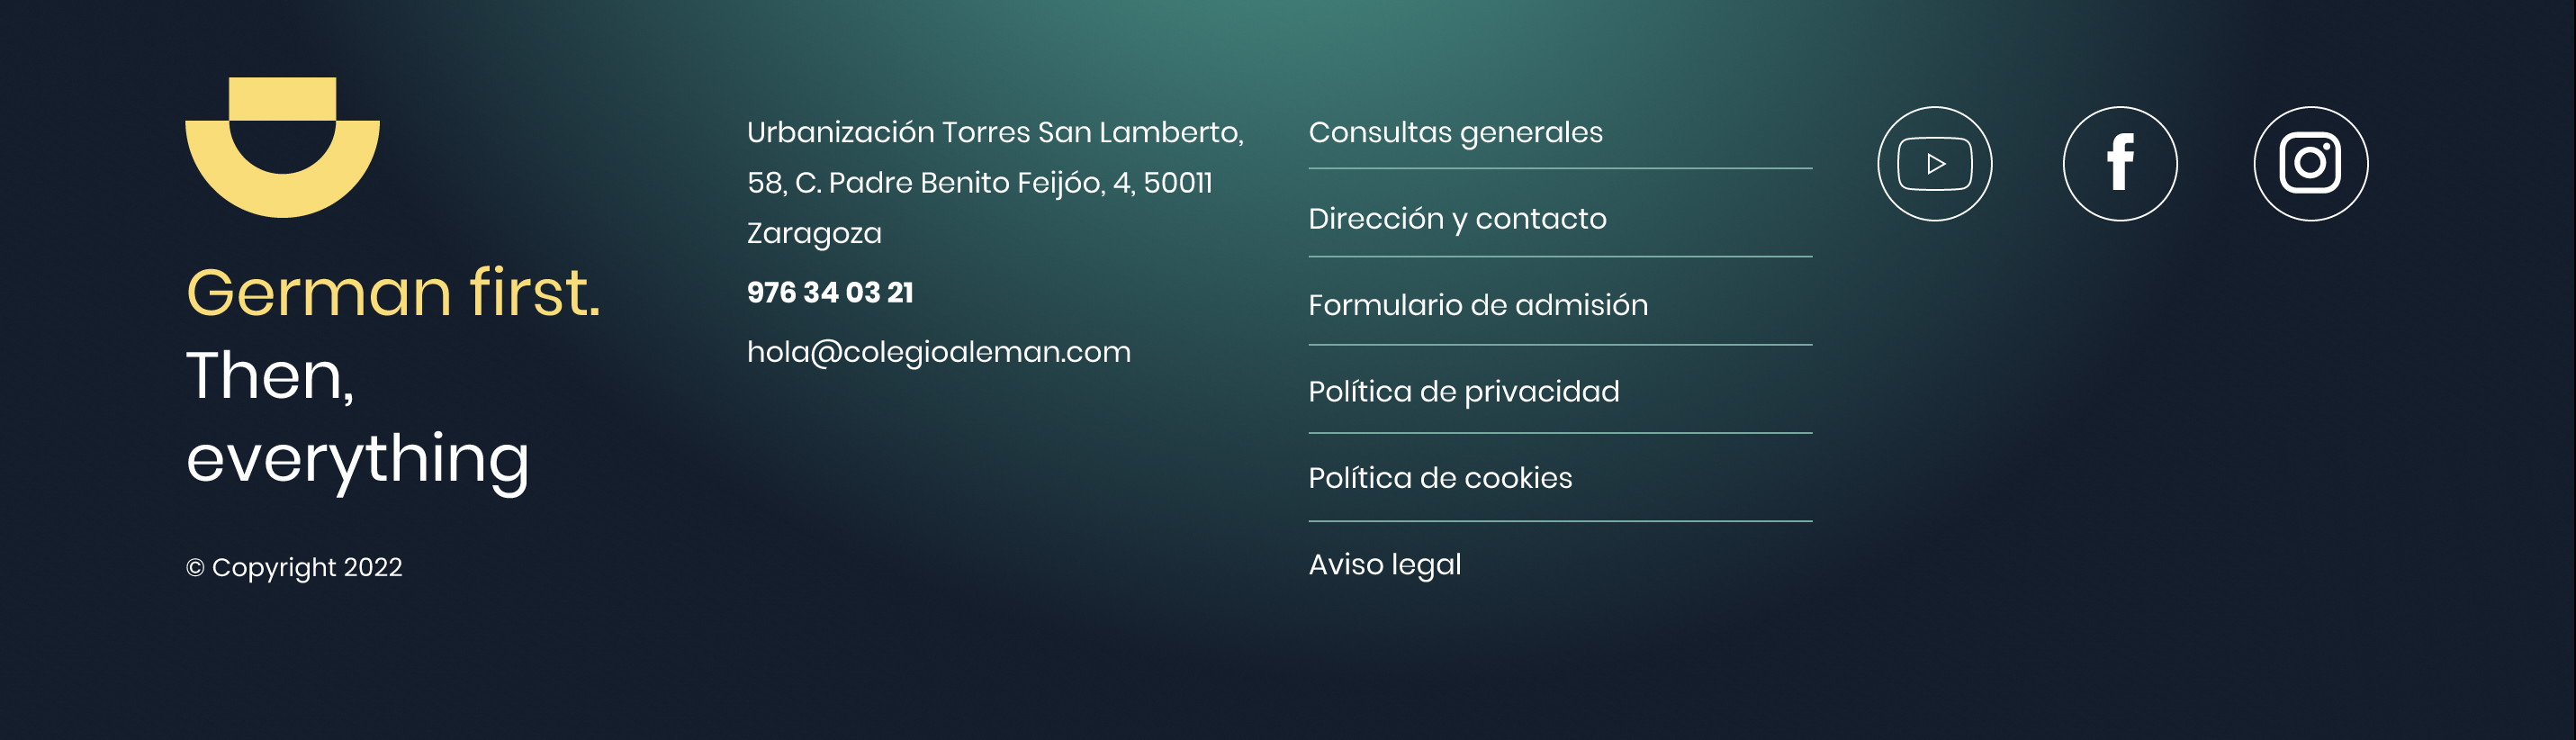 German first.
Then,
everything
© Copyright 2022
Urbanización Torres San Lamberto,
58, C. Padre Benito Feijóo, 4, 50011
Zaragoza
976 34 03 21
hola@colegioaleman.com
Consultas generales
Dirección y contacto
Formulario de admisión
Política de privacidad
Política de cookies
Aviso legal